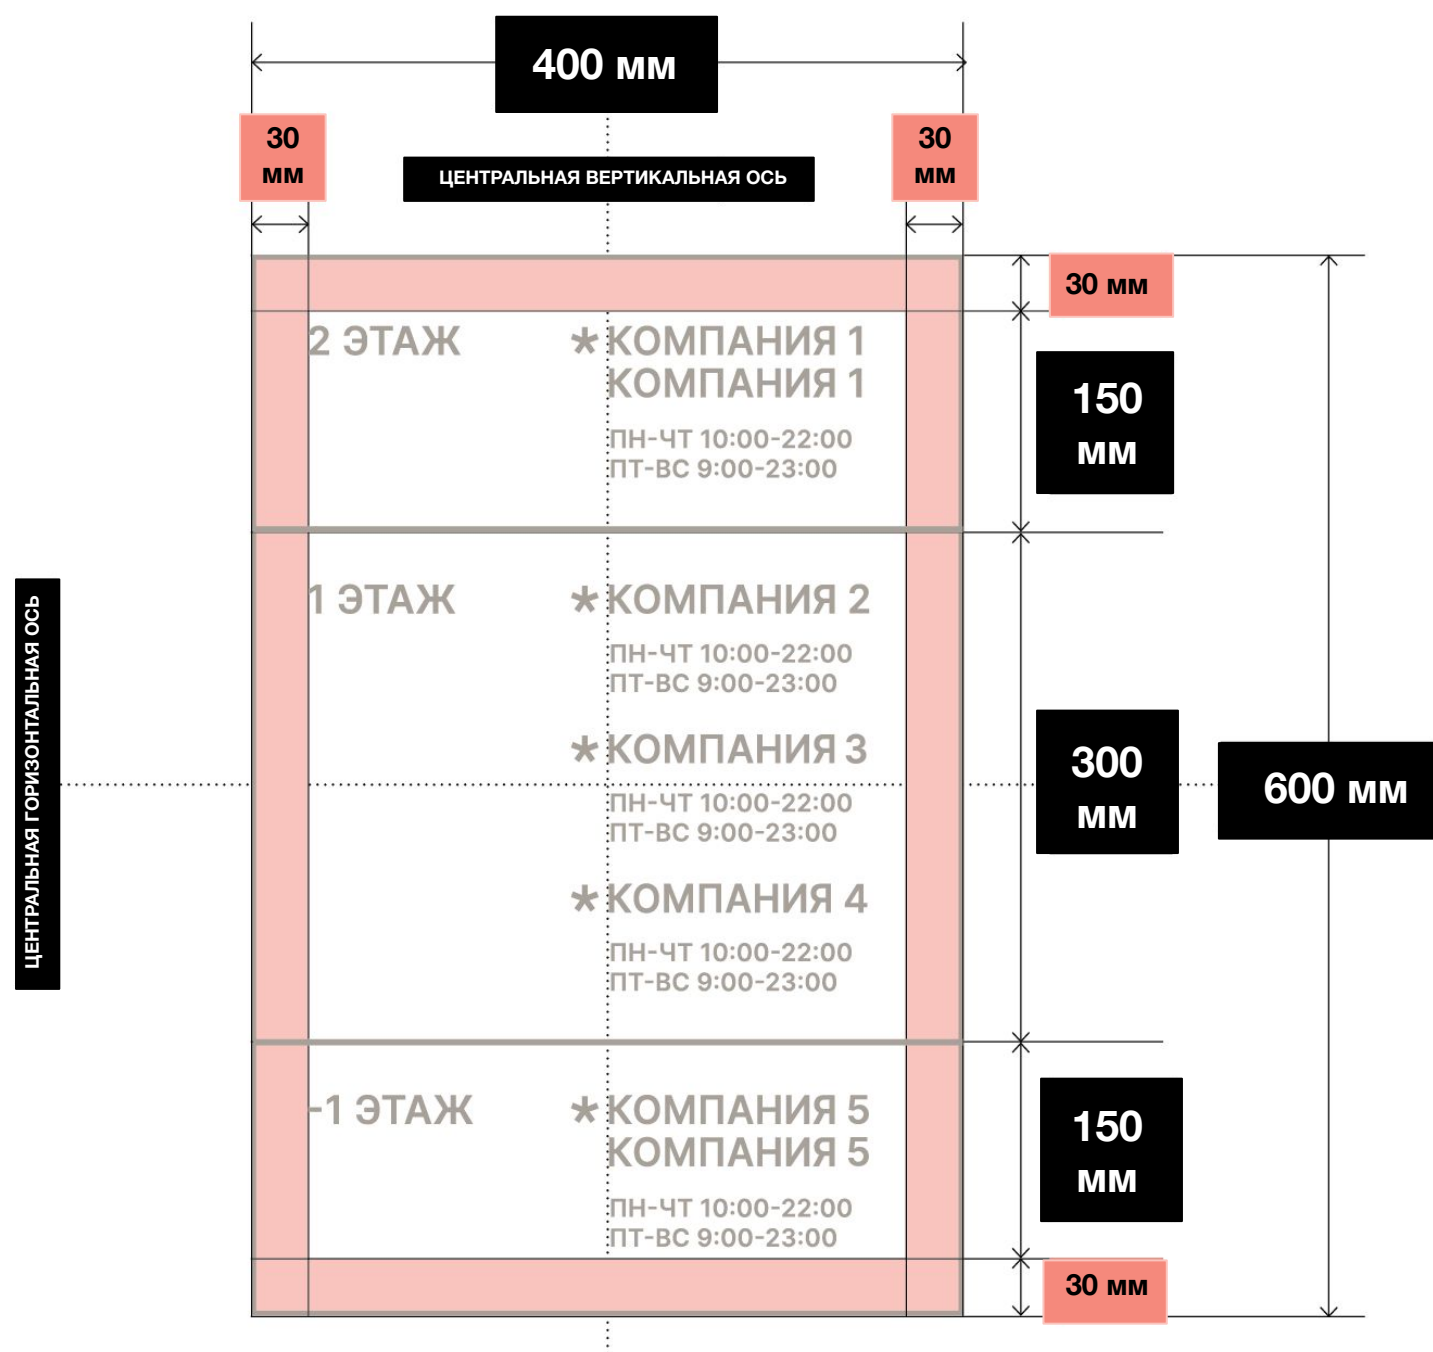 400 мм
30
мм
30
мм
ЦЕНТРАЛЬНАЯ ВЕРТИКАЛЬНАЯ ОСЬ
30 мм
2 ЭТАЖ
*КОМПАНИЯ 1
КОМПАНИЯ 1
ПН-ЧТ 10:00-22:00
ПТ-ВС 9:00-23:00
150
мм
1 ЭТАЖ
*КОМПАНИЯ 2
ПН-ЧТ 10:00-22:00
ПТ-ВС 9:00-23:00
*КОМПАНИЯ 3
ПН-ЧТ 10:00-22:00
ПТ-ВС 9:00-23:00
*КОМПАНИЯ 4
ПН-ЧТ 10:00-22:00
ПТ-ВС 9:00-23:00
300
мм
600 мм
ЦЕНТРАЛЬНАЯ ГОРИЗОНТАЛЬНАЯ ОСЬ
-1 ЭТАЖ
*КОМПАНИЯ 5
КОМПАНИЯ 5
ПН-ЧТ 10:00-22:00
ПТ-ВС 9:00-23:00
150
мм
30 мм